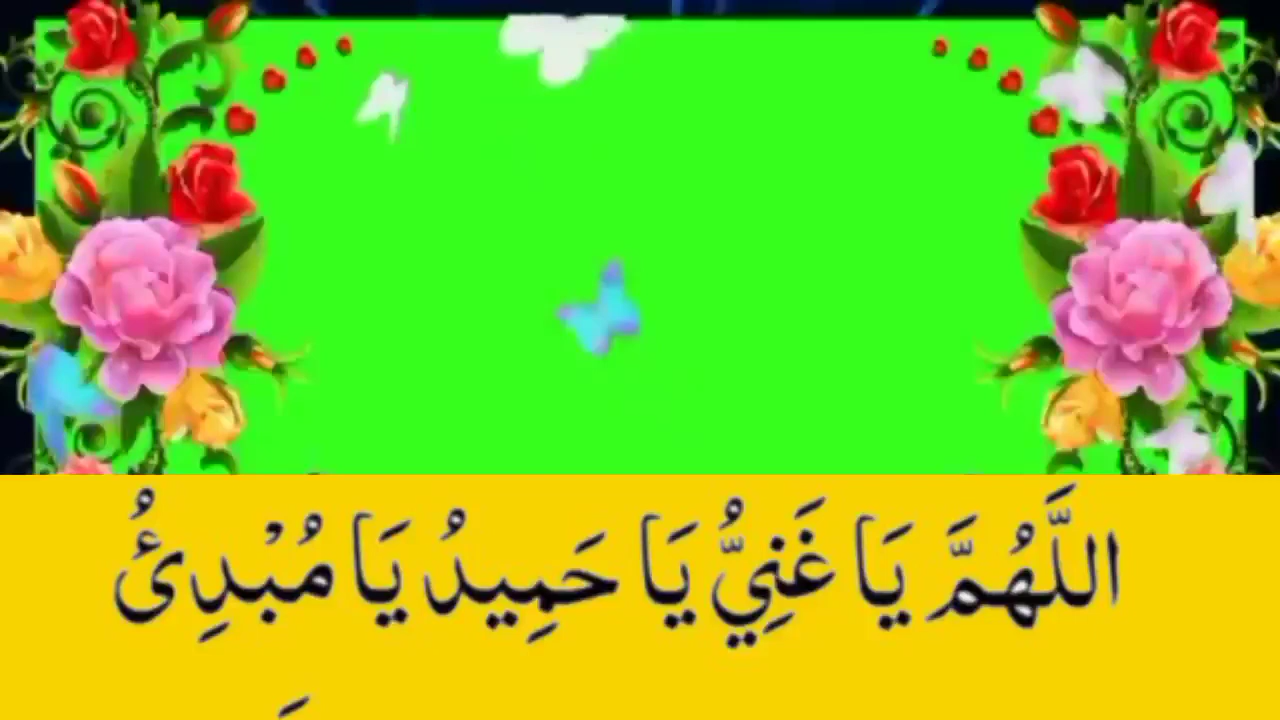 اللَّهُمَّ يَا غَنِيُّ يَا حَمِيدُ يَا مُبْدِئُ